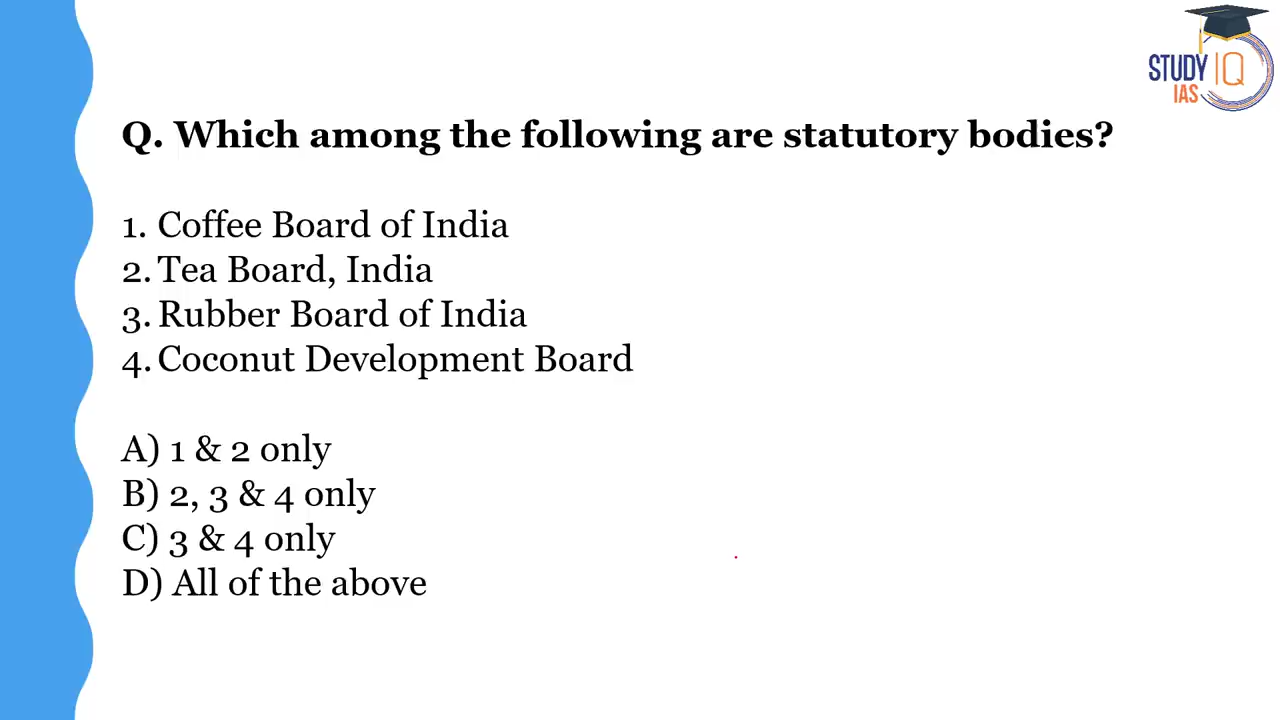 STUDY IQ
IAS
Q. Which among the following are statutory bodies?
1. Coffee Board of India
2. Tea Board, India
3. Rubber Board of India
4. Coconut Development Board
A) 1 & 2 only
B) 2, 3 & 4 only
C) 3 & 4 only
D) All of the above